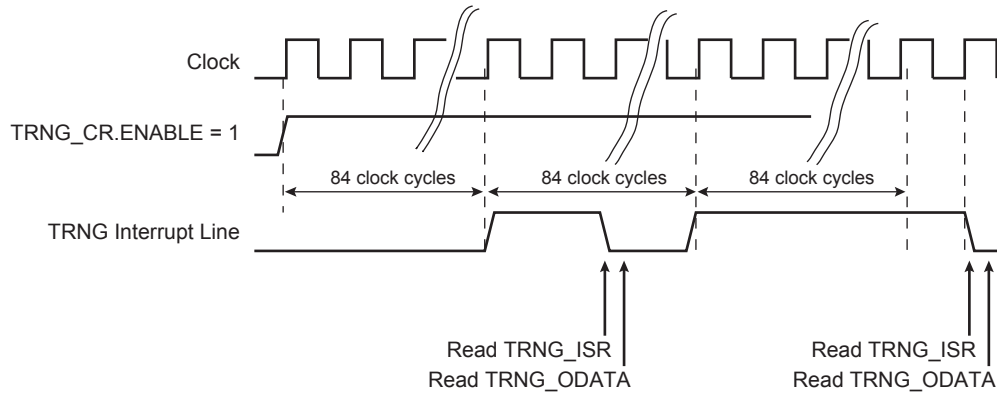 Clock
TRNG_CR.ENABLE = 1
84 clock cycles
84 clock cycles
84 clock cycles
TRNG Interrupt Line
Read TRNG_ISR
Read TRNG_ISR
Read TRNG_ODATA
Read TRNG_ODATA